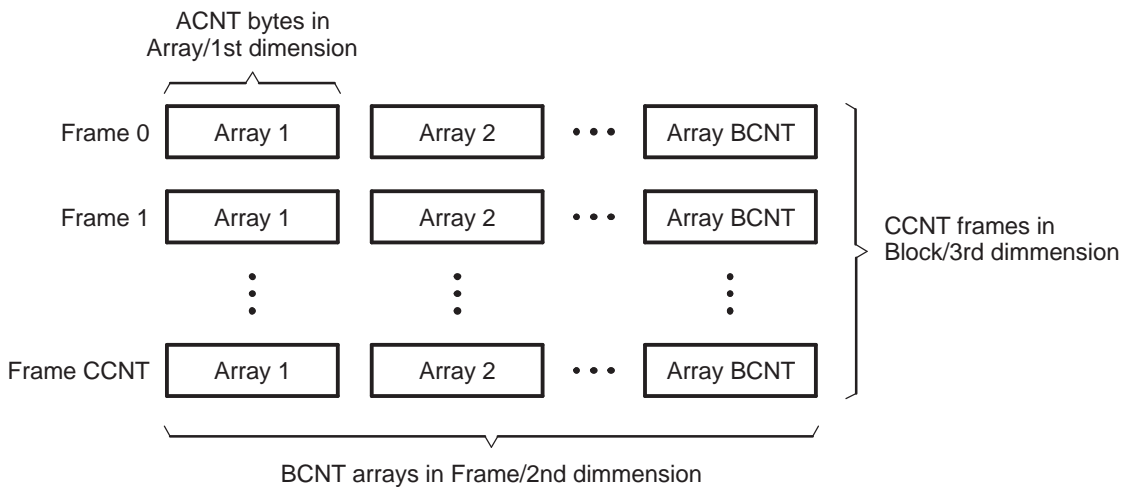 ACNT bytes in
Array/1st dimension
Frame 0 Array 1 Array 2 Array BCNT
Frame 1 Array 1 Array 2 Array BCNT
CCNT frames in
Block/3rd dimmension
Frame CCNT Array 1 Array 2 Array BCNT
BCNT arrays in Frame/2nd dimmension